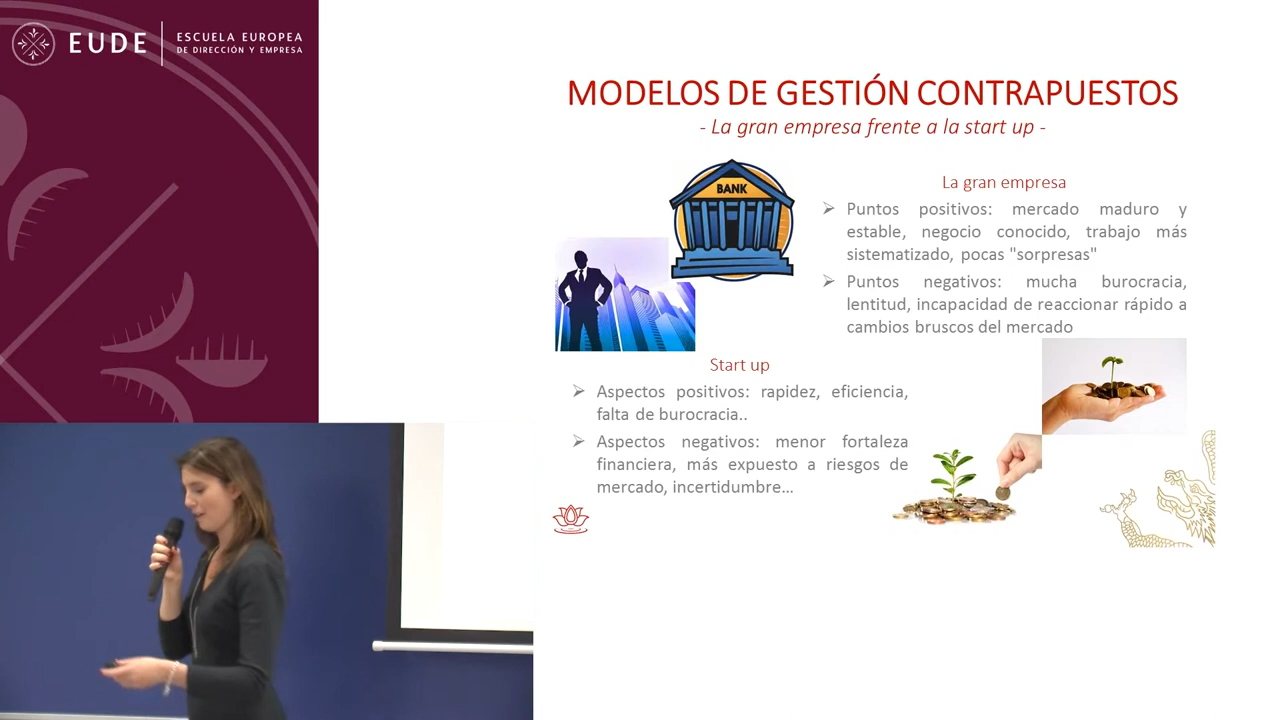 EUDE
ESCUELA EUROPEA
DE DIRECCIÓN Y EMPRESA
MODELOS DE GESTIÓN CONTRAPUESTOS
- La gran empresa frente a la start up -
BANK
La gran empresa
Puntos positivos: mercado maduro y
estable, negocio conocido, trabajo más
sistematizado, pocas "sorpresas"
Puntos negativos: mucha burocracia,
lentitud, incapacidad de reaccionar rápido a
cambios bruscos del mercado
Start up
Aspectos positivos: rapidez, eficiencia,
falta de burocracia..
Aspectos negativos: menor fortaleza
financiera, más expuesto a riesgos de
mercado, incertidumbre...